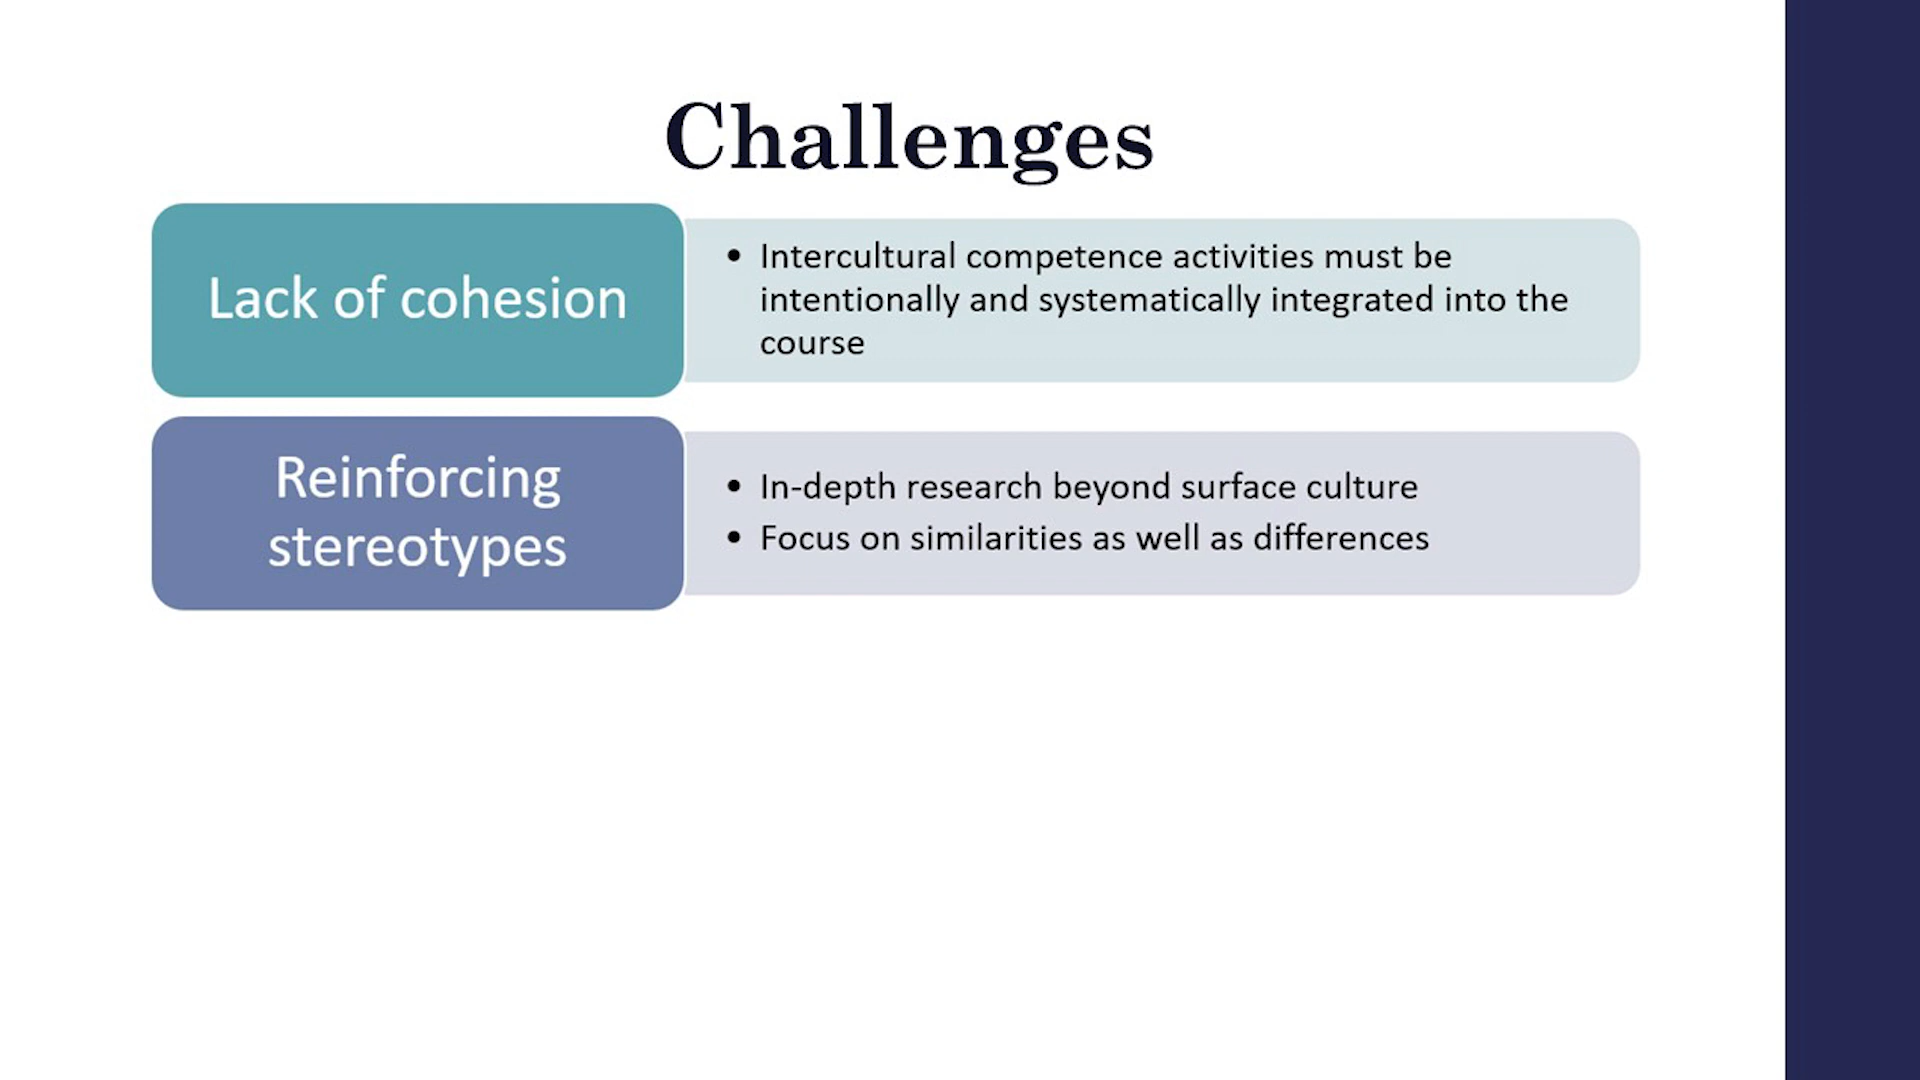 Challenges
Lack of cohesion
• Intercultural competence activities must be
intentionally and systematically integrated into the
course
Reinforcing
stereotypes
• In-depth research beyond surface culture
• Focus on similarities as well as differences